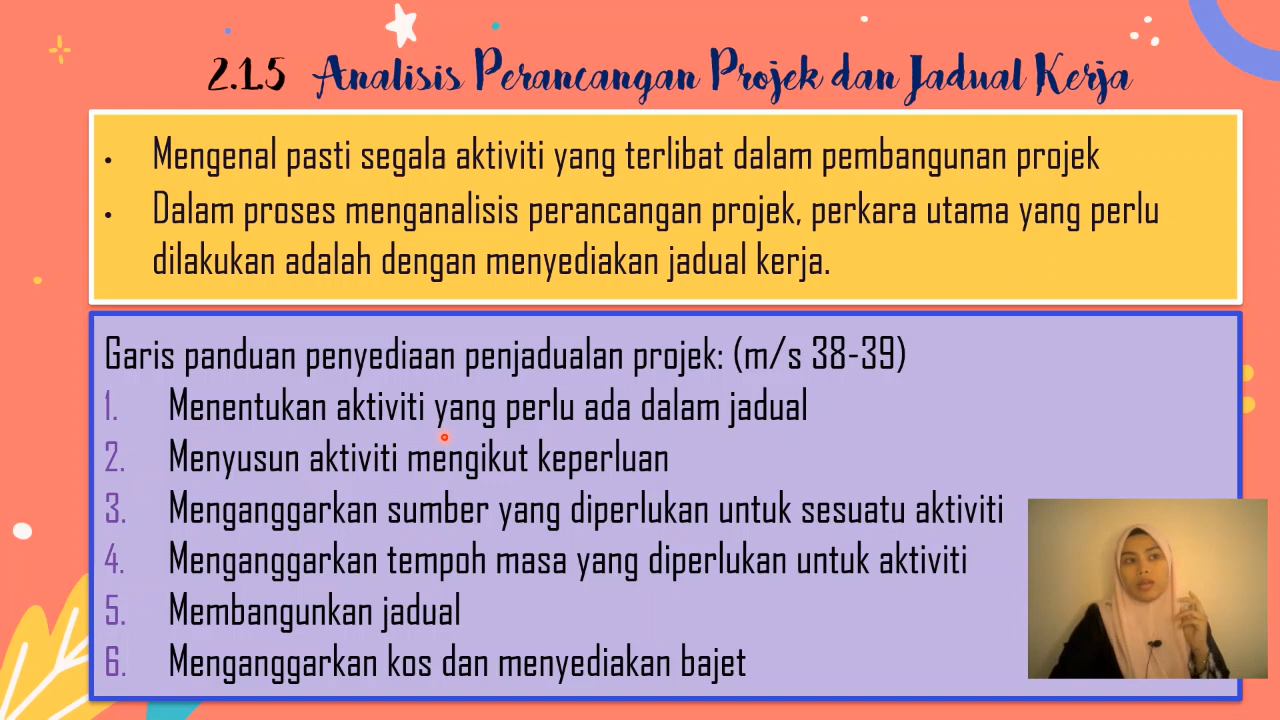 2.1.5 Analisis Perancangan Projek dan Jadual Kerja
• Mengenal pasti segala aktiviti yang terlibat dalam pembangunan projek
• Dalam proses menganalisis perancangan projek, perkara utama yang perlu
dilakukan adalah dengan menyediakan jadual kerja.
Garis panduan penyediaan penjadualan projek: (m/s 38-39)
1. Menentukan aktiviti yang perlu ada dalam jadual
2. Menyusun aktiviti mengikut keperluan
3. Menganggarkan sumber yang diperlukan untuk sesuatu aktiviti
4. Menganggarkan tempoh masa yang diperlukan untuk aktiviti
5. Membangunkan jadual
6. Menganggarkan kos dan menyediakan bajet